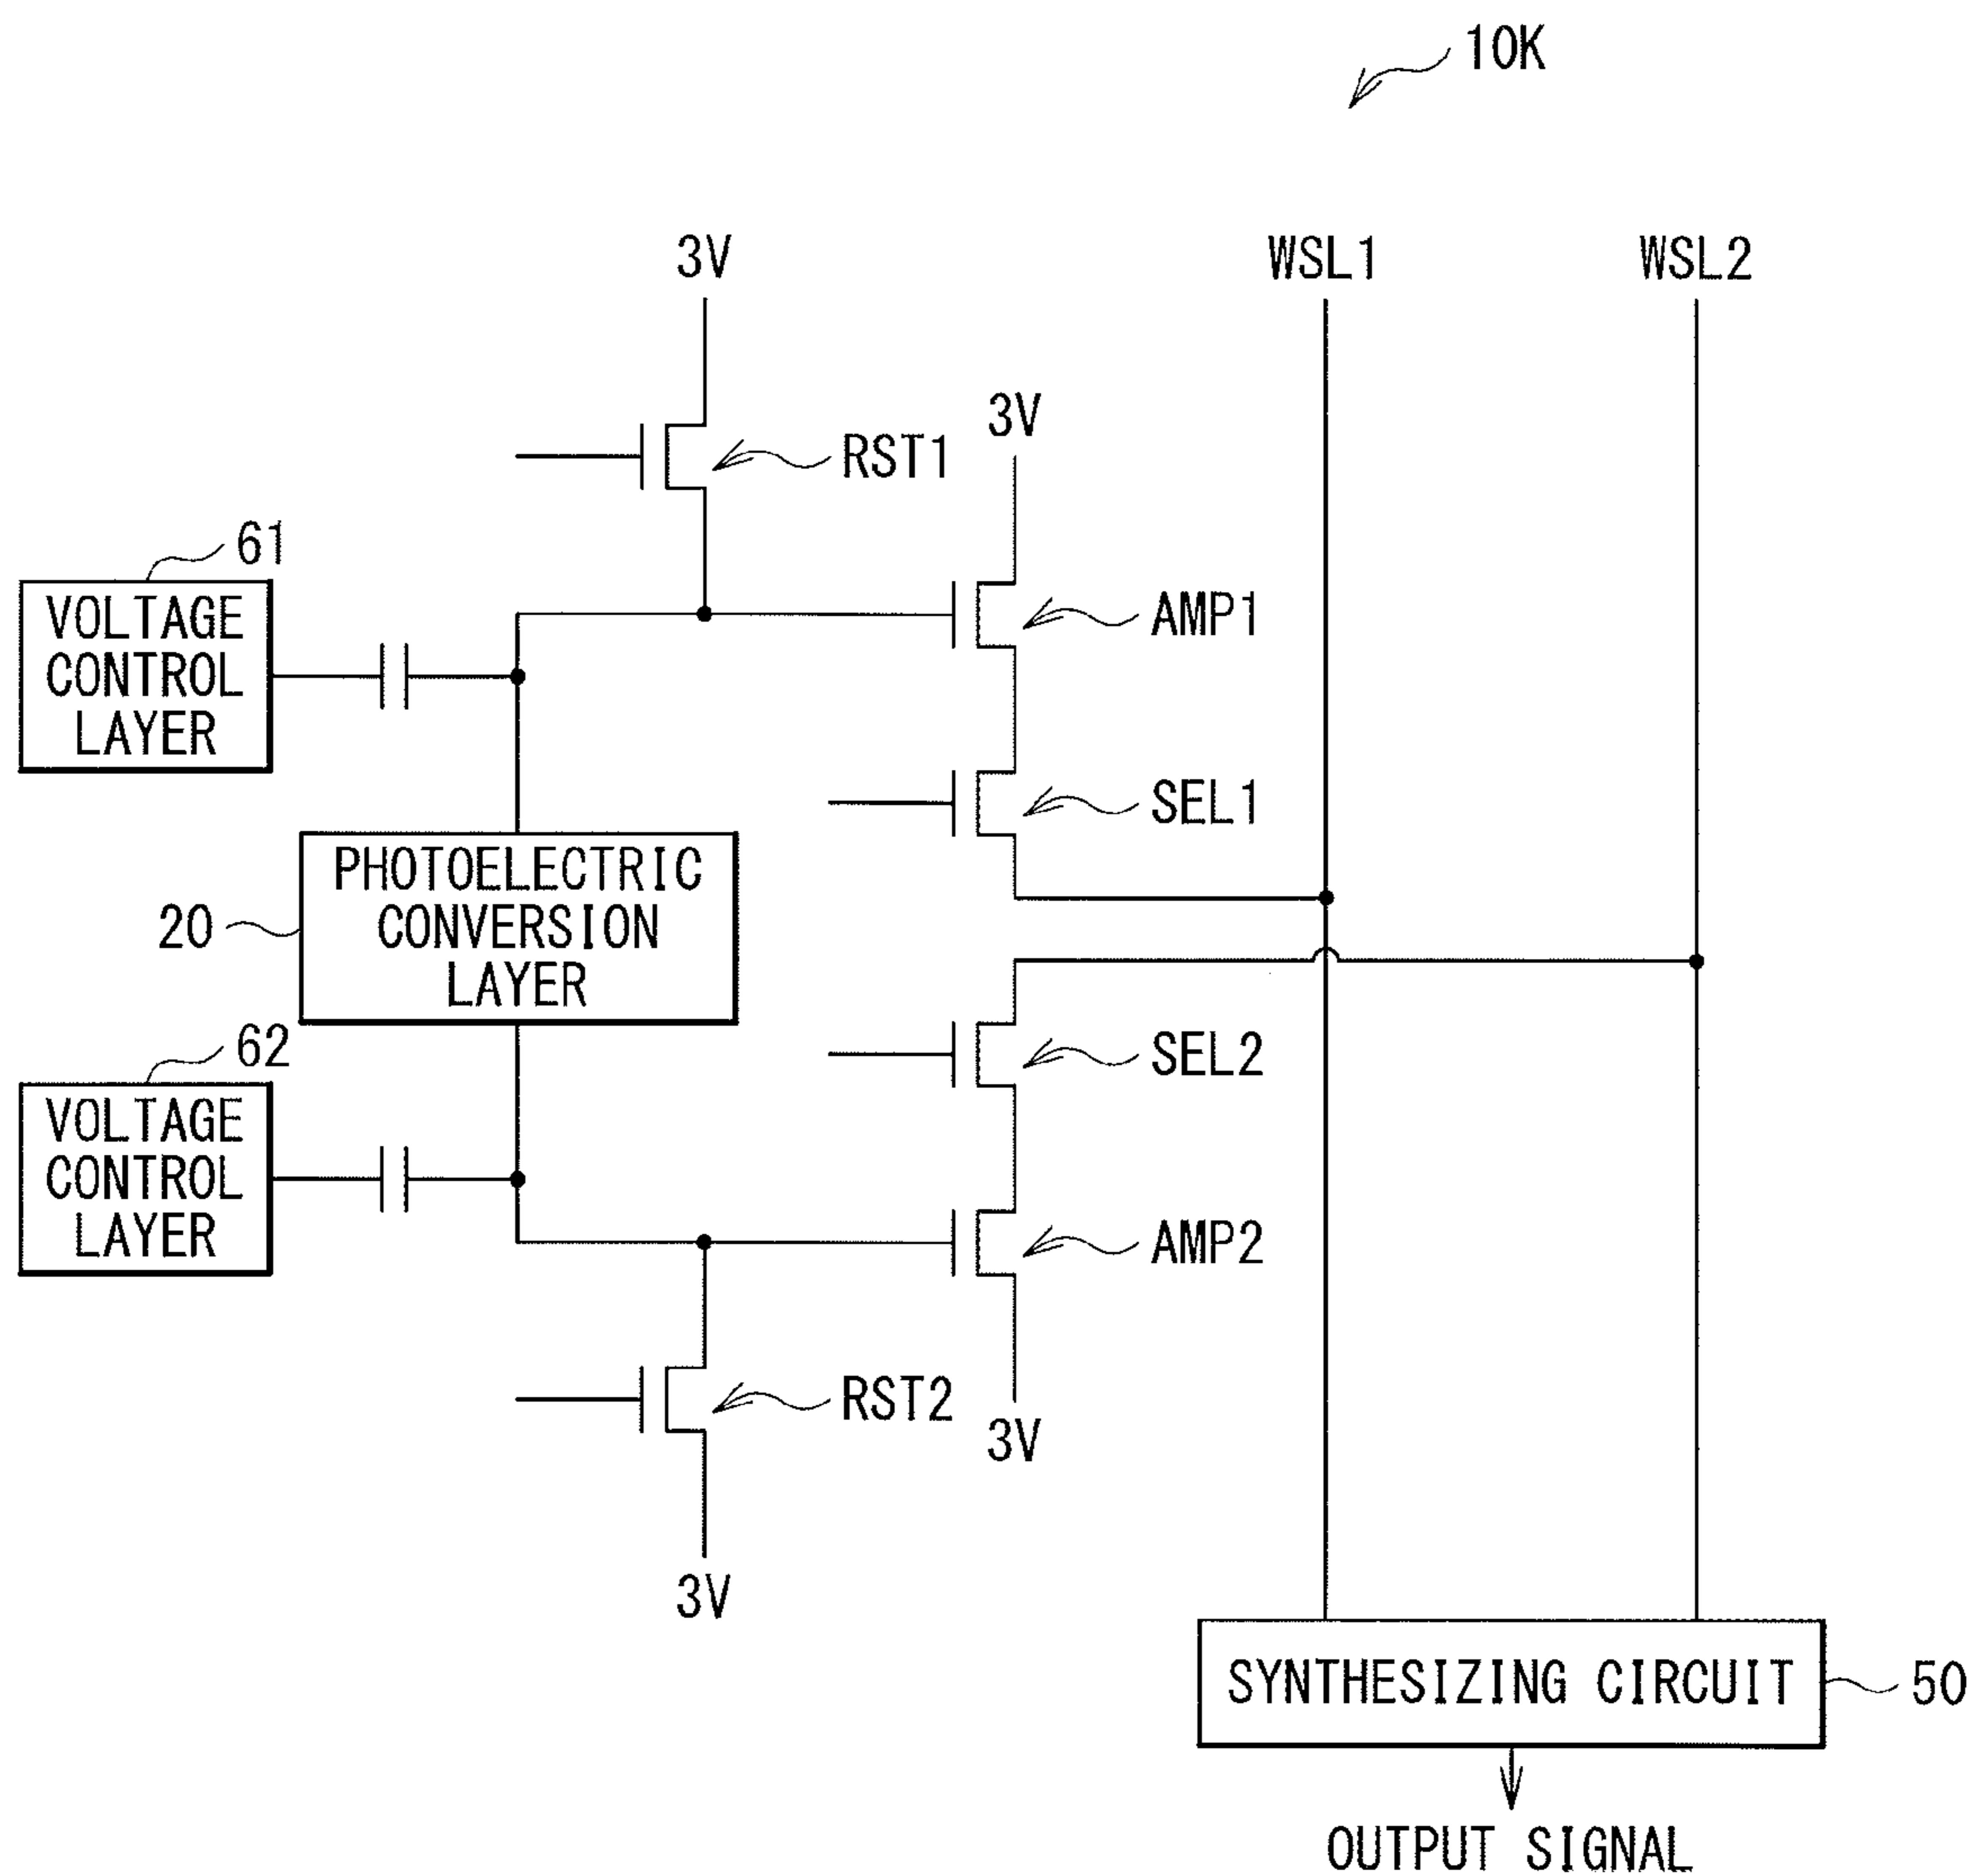 10K
3V
WSL1
WSL2
3V
RST1
61
VOLTAGE
CONTROL
LAYER
AMP1
SEL1
PHOTOELECTRIC
CONVERSION
LAYER
20
62
VOLTAGE
CONTROL
LAYER
SEL2
AMP2
RST2
3V
3V
SYNTHESIZING CIRCUIT
50
OUTPUT SIGNAL